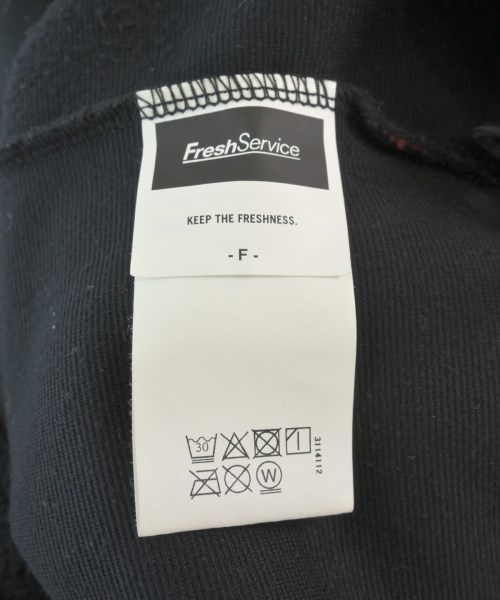 FreshService
KEEP THE FRESHNESS.
- F -
30
3114112
W